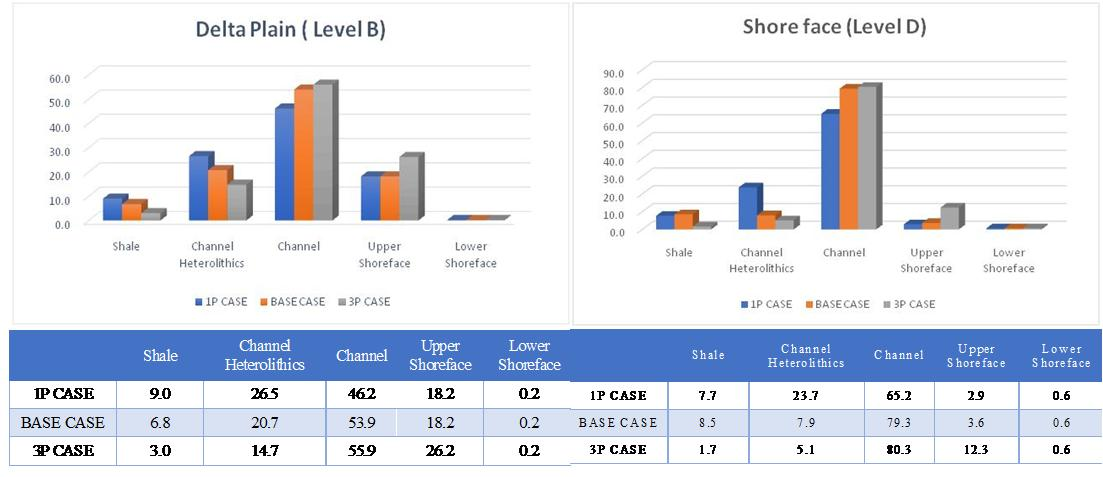 Delta Plain ( Level B)
60.0
50.0
40.0
30.0
20.0
10.0
0.0
Shale
Channel
Heterolithics
Channel
Upper
Shoreface
Lower
Shoreface
1P CASE
BASE CASE
3P CASE
Shore face (Level D)
90.0
80.0
70.0
60.0
50.0
40.0
30.0
20.0
10.0
0.0
Shale
Channel
Heterolithics
Channel
Upper
Shoreface
Lower
Shoreface
1P CASE
BASE CASE
3P CASE
Shale Channel Heterolithics Channel Upper Shoreface Lower Shoreface
1P CASE 9.0 26.5 46.2 18.2 0.2
BASE CASE 6.8 20.7 53.9 18.2 0.2
3P CASE 3.0 14.7 55.9 26.2 0.2
Shale Channel Heterolithics Channel Upper Shoreface Lower Shoreface
1P CASE 7.7 23.7 65.2 2.9 0.6
BASE CASE 8.5 7.9 79.3 3.6 0.6
3P CASE 1.7 5.1 80.3 12.3 0.6